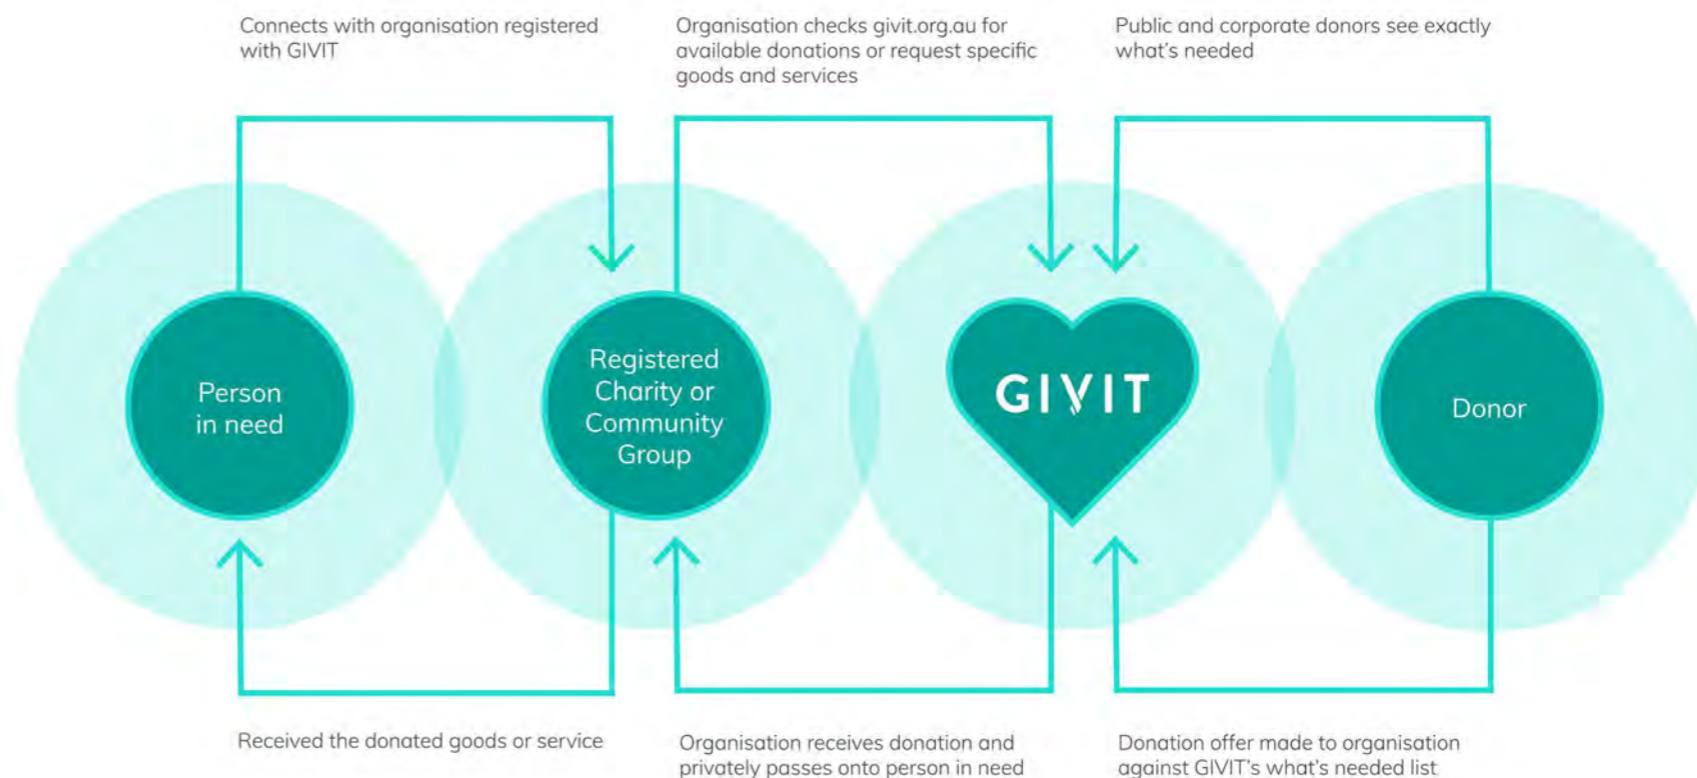 Connects with organisation registered
with GIVIT
Organisation checks givit.org.au for
available donations or request specific
goods and services
Public and corporate donors see exactly
what's needed
Person
in need
Registered
Charity or
Community
Group
GIVIT
Donor
Received the donated goods or service
Organisation receives donation and
privately passes onto person in need
Donation offer made to organisation
against GIVIT's what's needed list